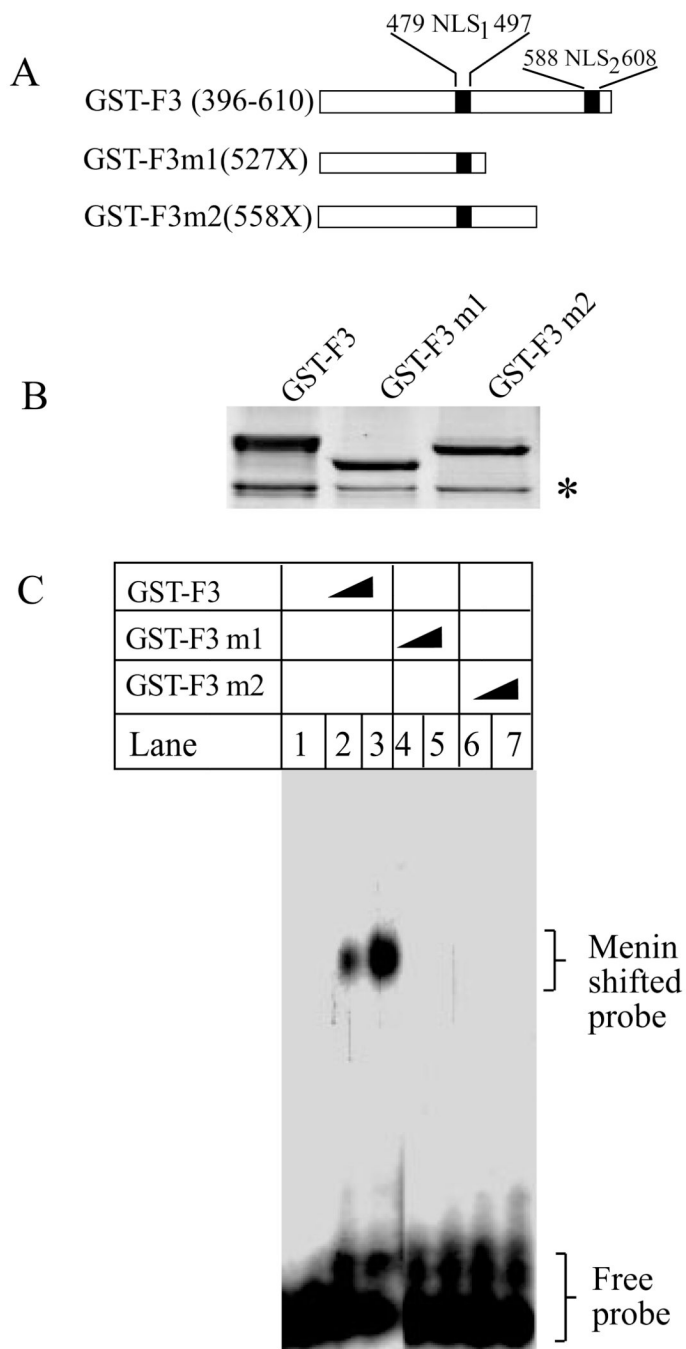 A
479 NLS1 497
588 NLS2 608
GST-F3 (396-610)
GST-F3m1(527X)
GST-F3m2(558X)
B
GST-F3
GST-F3 m1
GST-F3 m2
*
C
GST-F3
GST-F3 m1
GST-F3 m2
Lane 1 2 3 4 5 6 7
Menin
shifted
probe
Free
probe